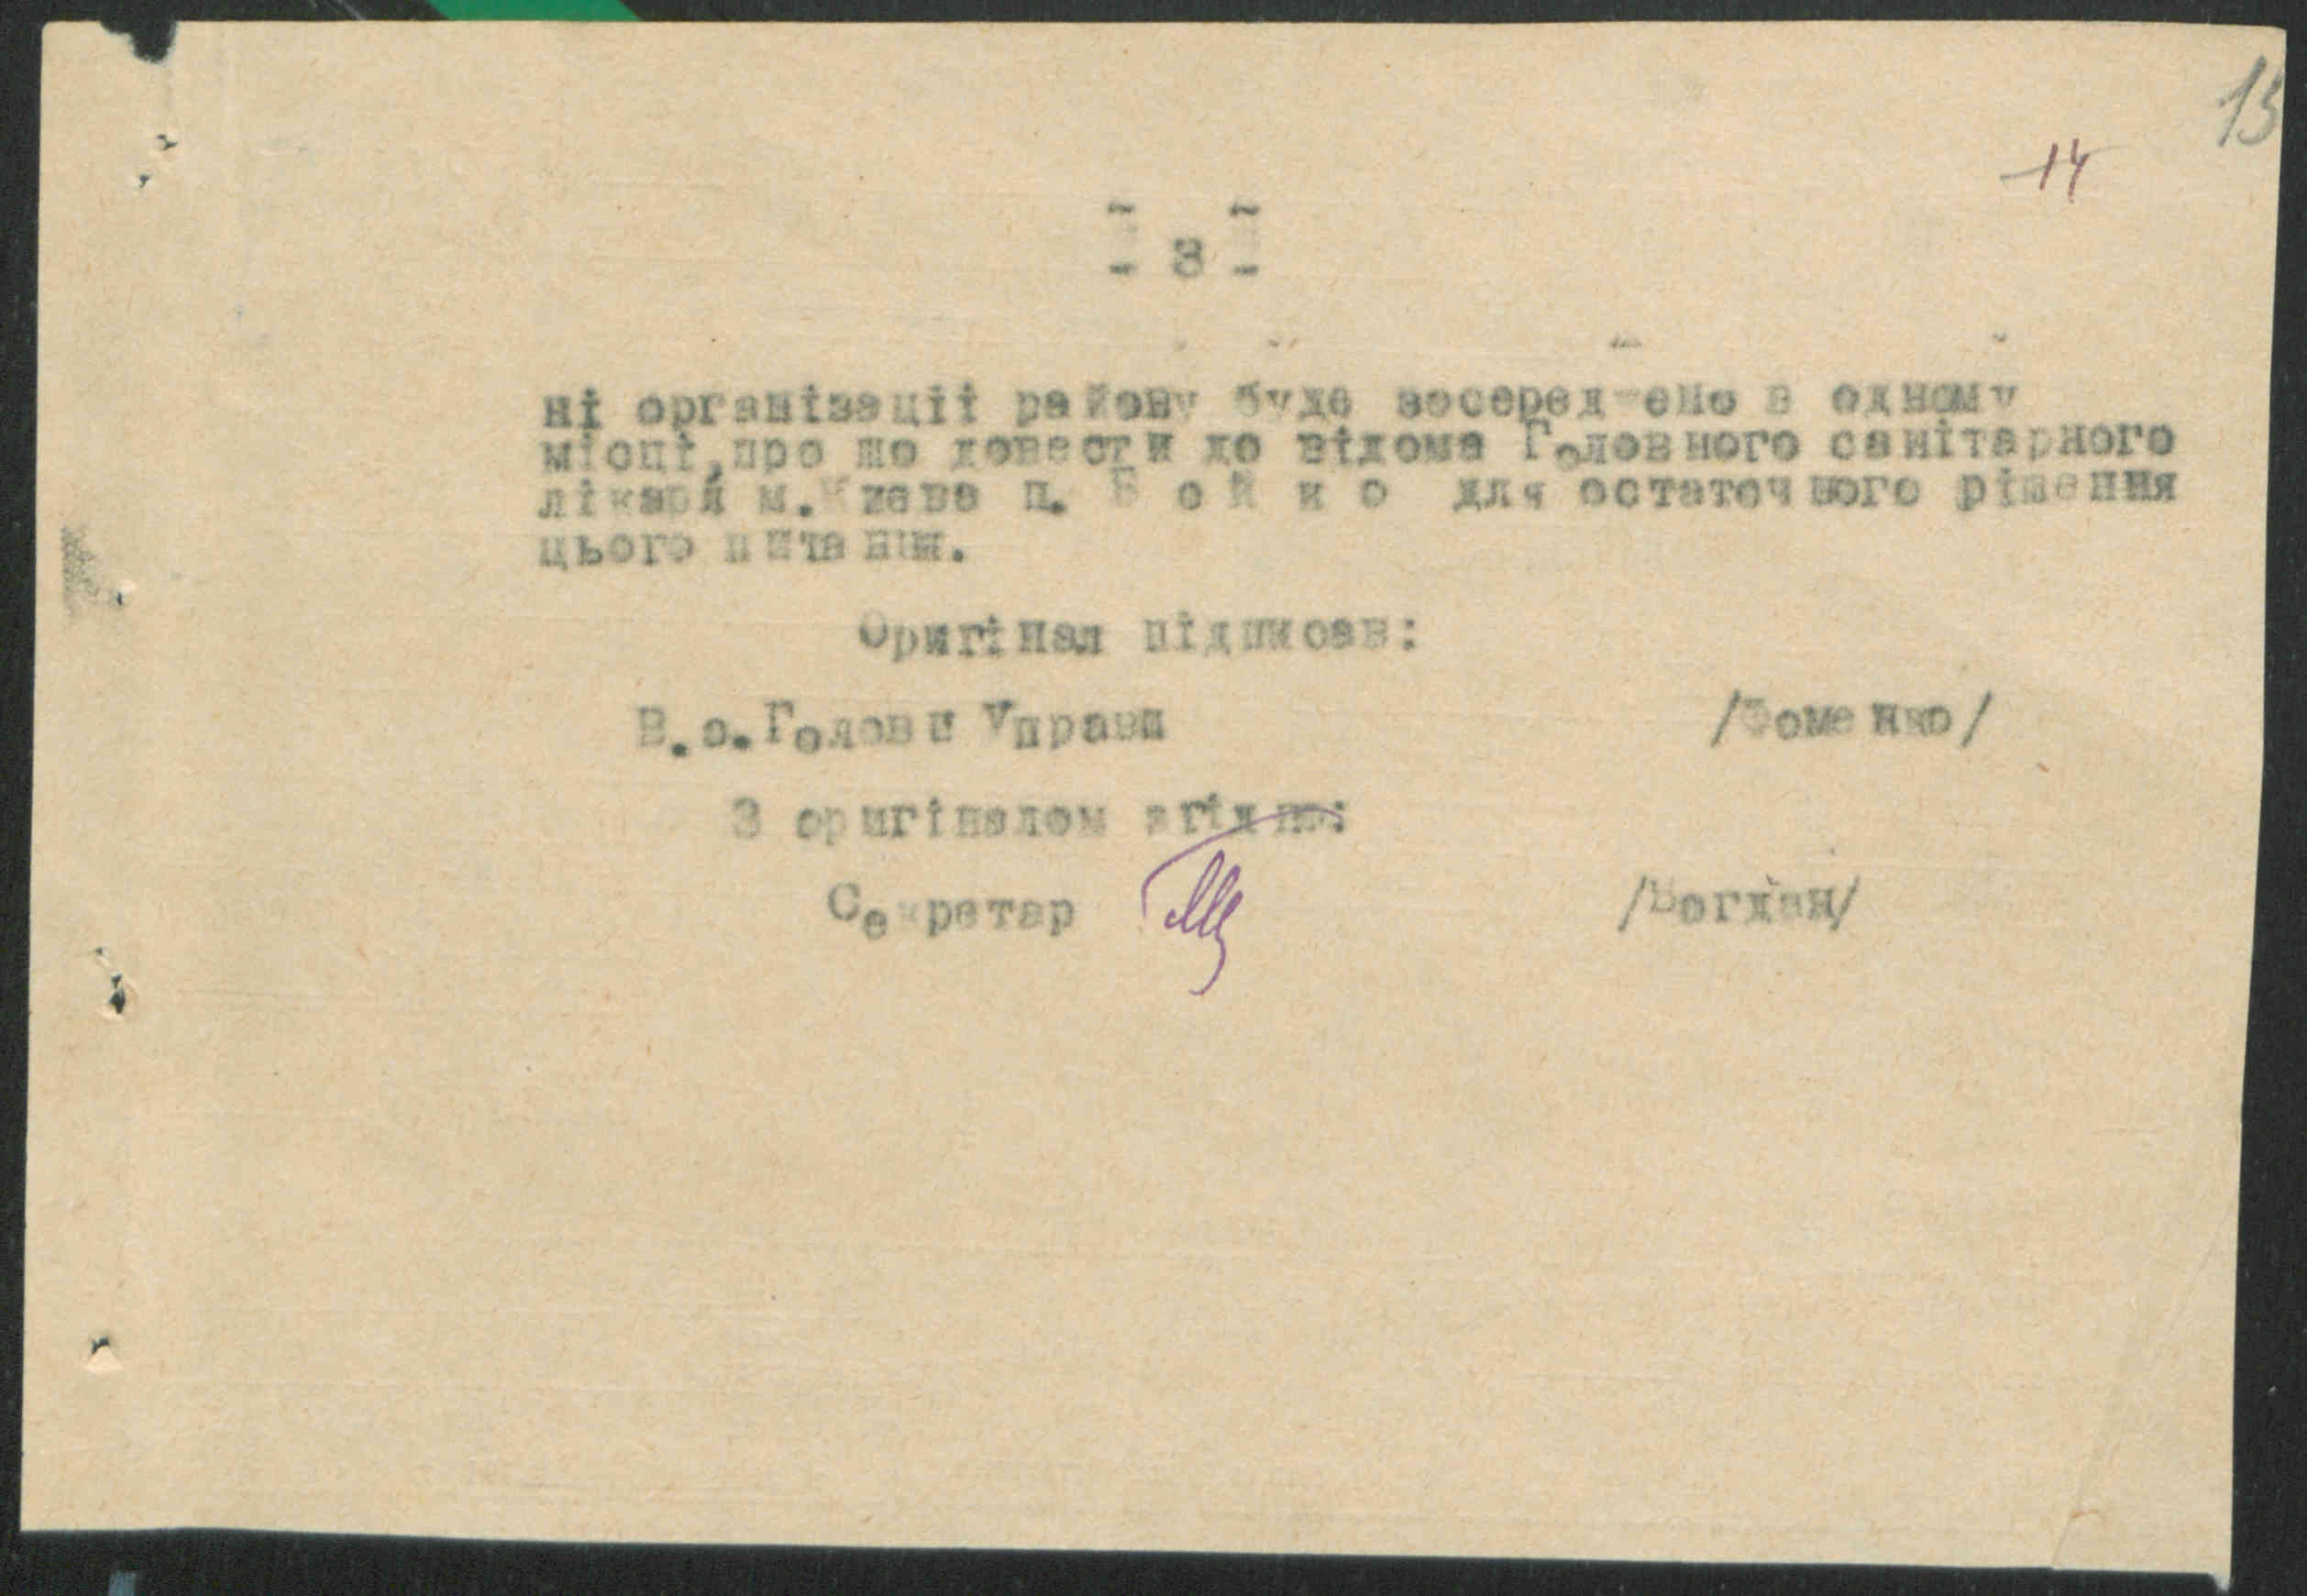 15
14
- 3 -
ні організації району буде зосереджено в одному
місці, про що довести до відома Головного санітарного
лікаря м.Києва п. Б о й к о для остаточного рішення
цього питання.
Оригінал підписав:
В.о.Голови Управи /Фоменко/
З оригіналом згідно:
Секретар /Богдан/